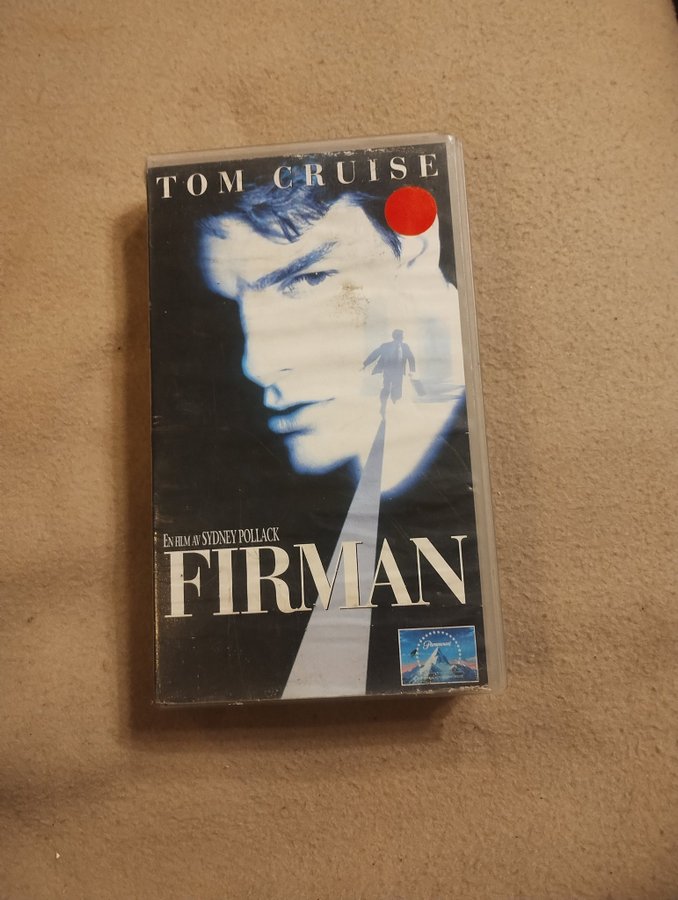 TOM CRUISE
EN FILM AV SYDNEY POLLACK
FIRMAN
Paramount